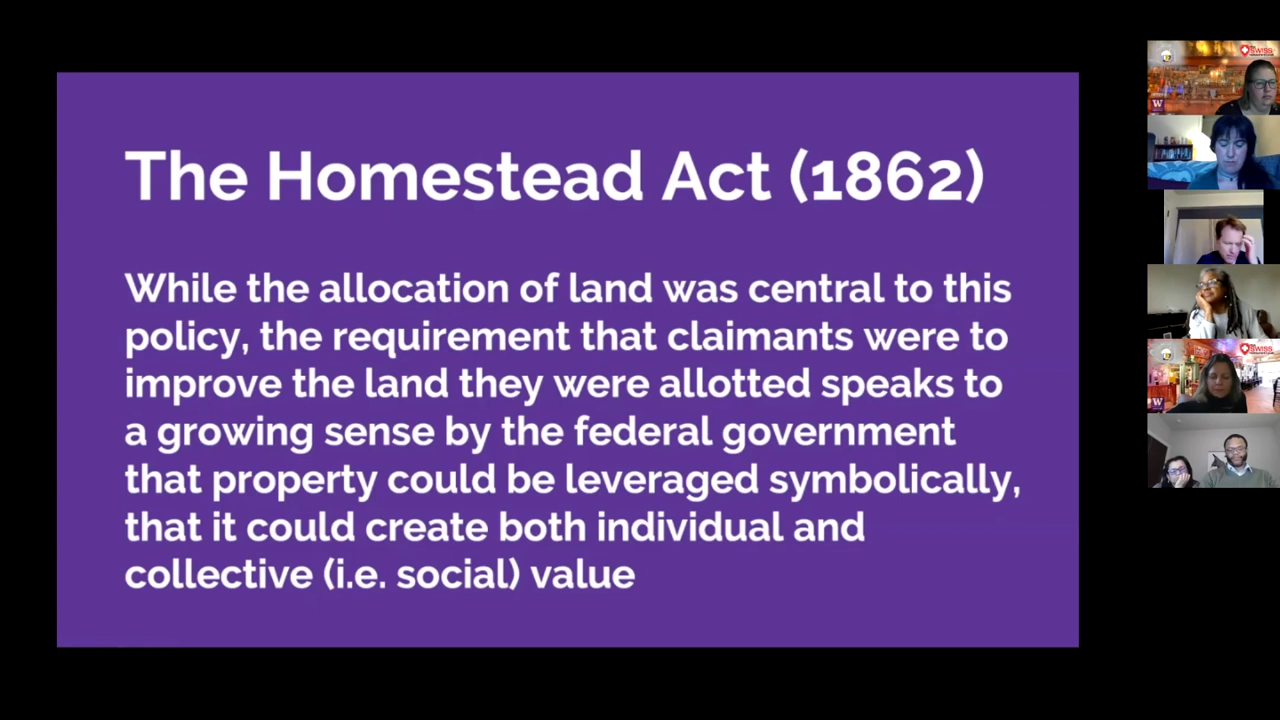 The Homestead Act (1862)
While the allocation of land was central to this
policy, the requirement that claimants were to
improve the land they were allotted speaks to
a growing sense by the federal government
that property could be leveraged symbolically,
that it could create both individual and
collective (i.e. social) value
SWISS
W
SWISS
W